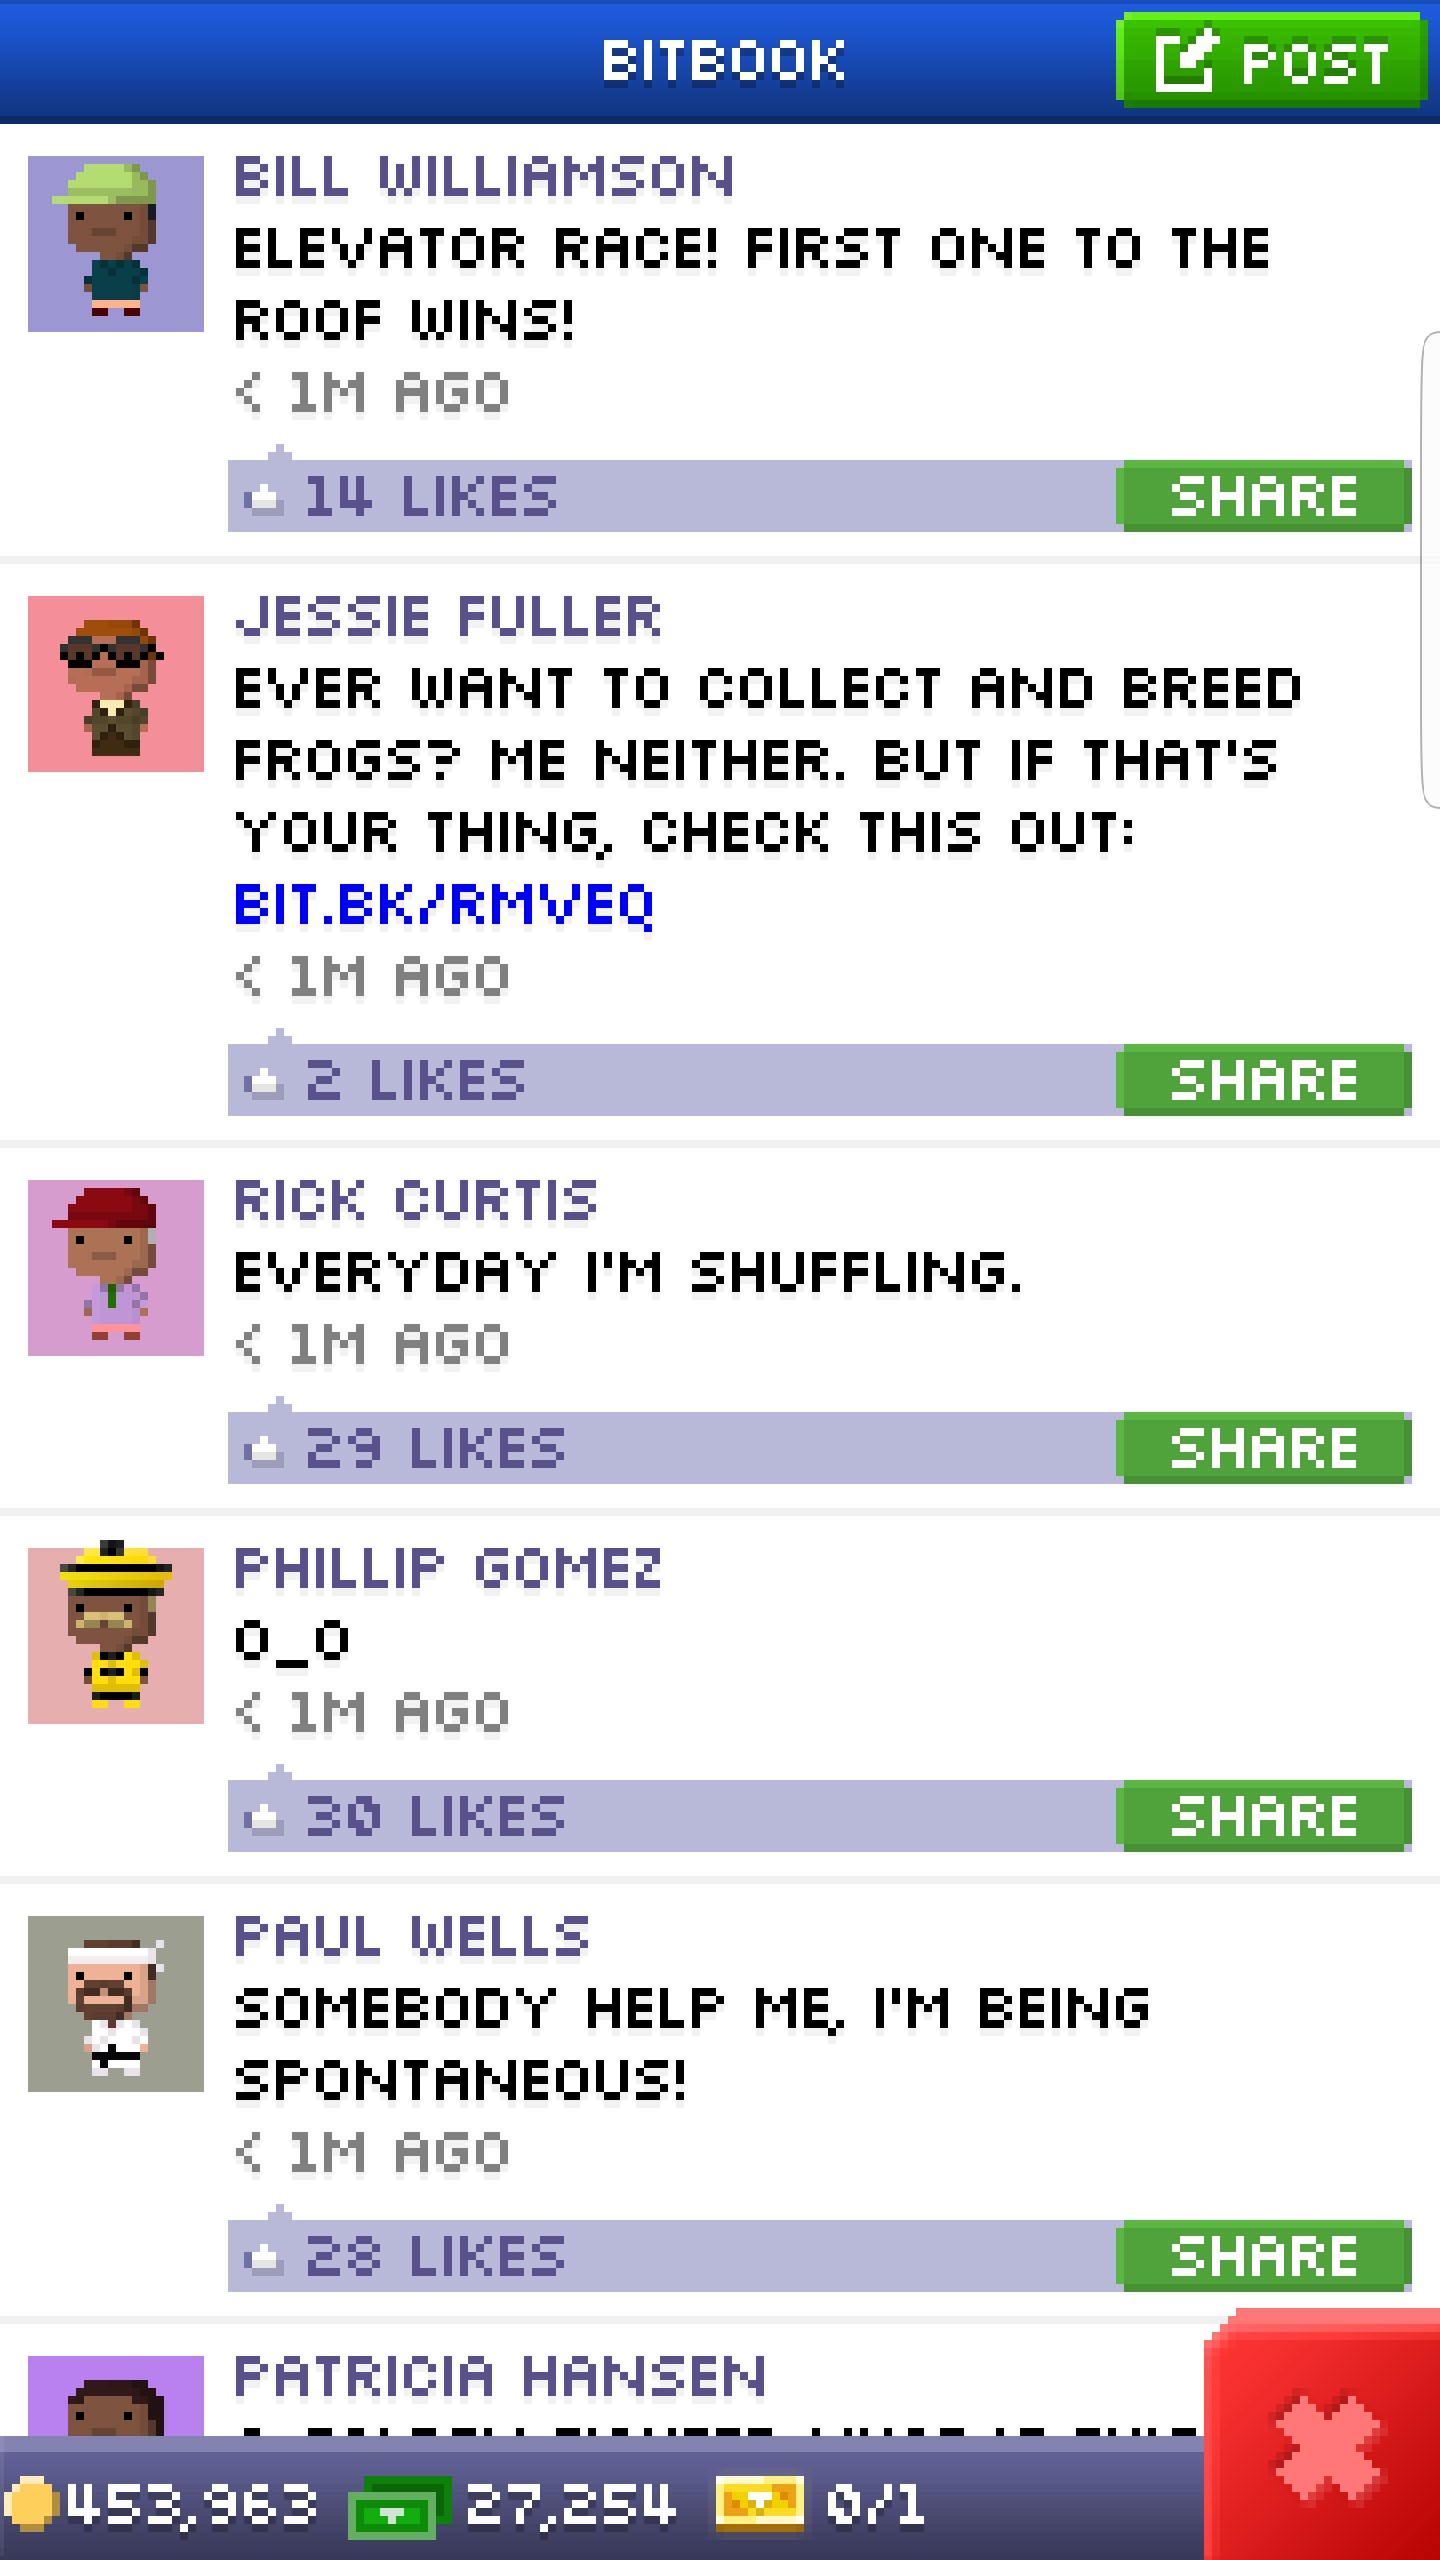 BITBOOK
POST
BILL WILLIAMSON
ELEVATOR RACE! FIRST ONE TO THE
ROOF WINS!
< 1M AGO
14 LIKES
SHARE
JESSIE FULLER
EVER WANT TO COLLECT AND BREED
FROGS? ME NEITHER. BUT IF THAT'S
YOUR THING, CHECK THIS OUT:
BIT.BK/RMVEQ
< 1M AGO
2 LIKES
SHARE
RICK CURTIS
EVERYDAY I'M SHUFFLING.
< 1M AGO
29 LIKES
SHARE
PHILLIP GOMEZ
O_O
< 1M AGO
30 LIKES
SHARE
PAUL WELLS
SOMEBODY HELP ME, I'M BEING
SPONTANEOUS!
< 1M AGO
28 LIKES
SHARE
PATRICIA HANSEN
453,963
27,254
0/1